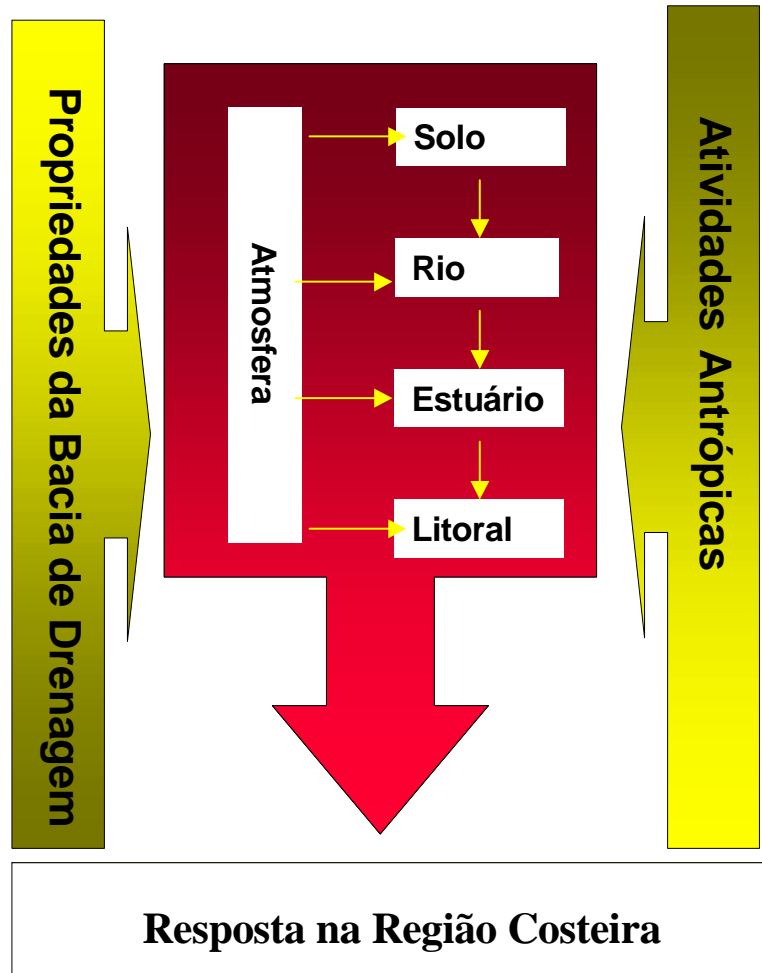 Propriedades da Bacia de Drenagem
Atmosfera
Solo
Rio
Estuário
Litoral
Atividades Antrópicas
Resposta na Região Costeira